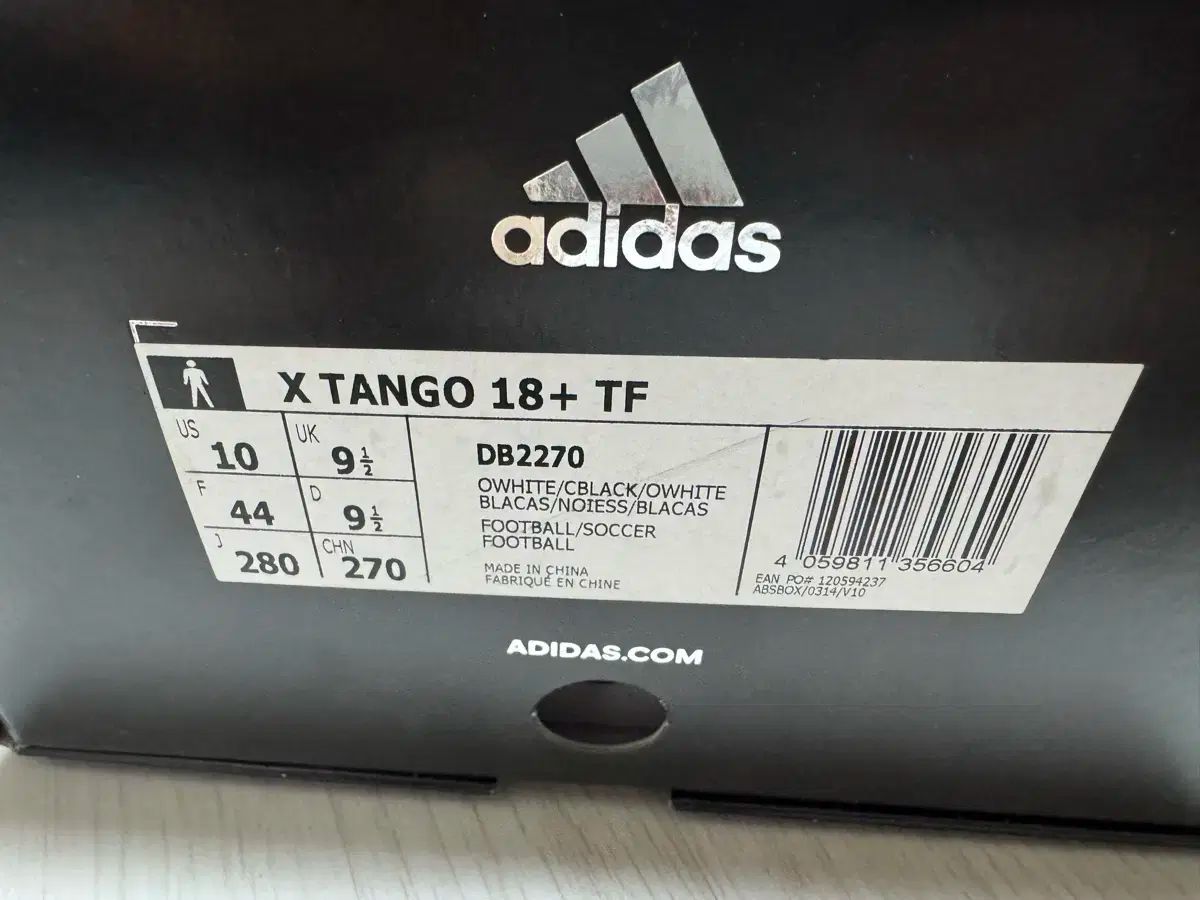 adidas
X TANGO 18+ TF
US 10 UK 9½
F 44 D 9½
J 280 CHN 270
DB2270
OWHITE/CBLACK/OWHITE
BLACAS/NOIESS/BLACAS
FOOTBALL/SOCCER
FOOTBALL
MADE IN CHINA
FABRIQUÉ EN CHINE
4 059811 356604
EAN PO# 120594237
ABSBOX/0314/V10
ADIDAS.COM